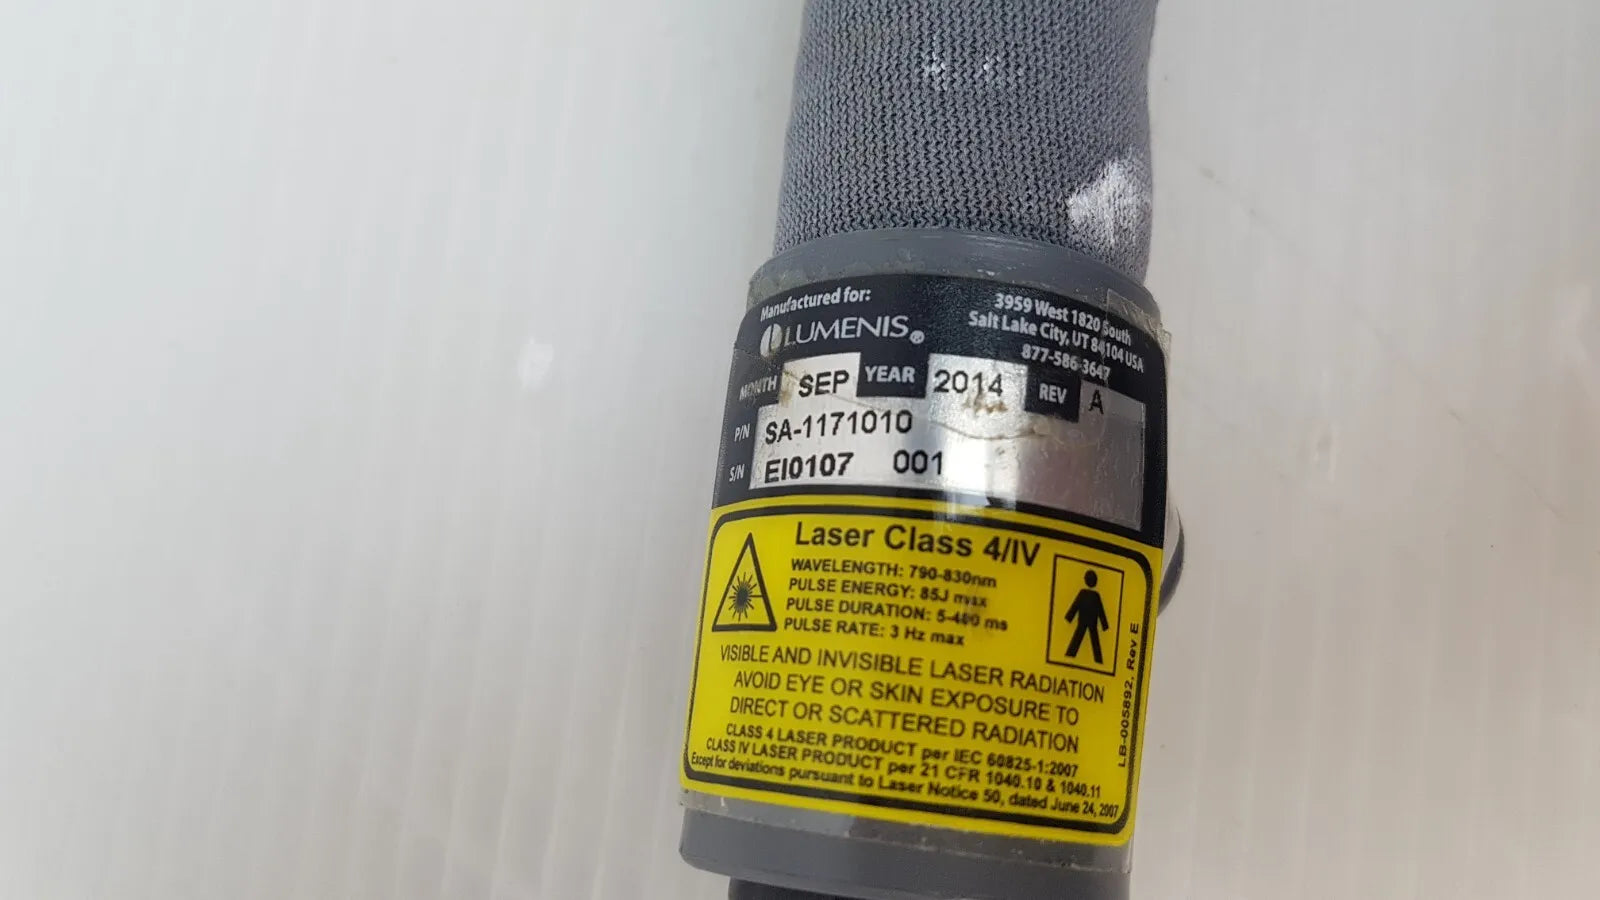 Manufactured for:
LUMENIS®
3959 West 1820 South
Salt Lake City, UT 84104 USA
877-586-3647
MONTH SEP YEAR 2014 REV A
P/N SA-1171010
S/N EI0107 001
Laser Class 4/IV
WAVELENGTH: 790-830nm
PULSE ENERGY: 85J max
PULSE DURATION: 5-400 ms
PULSE RATE: 3 Hz max
VISIBLE AND INVISIBLE LASER RADIATION
AVOID EYE OR SKIN EXPOSURE TO
DIRECT OR SCATTERED RADIATION
CLASS 4 LASER PRODUCT per IEC 60825-1:2007
CLASS IV LASER PRODUCT per 21 CFR 1040.10 & 1040.11
Except for deviations pursuant to Laser Notice 50, dated June 24, 2007
LB-005892, Rev E